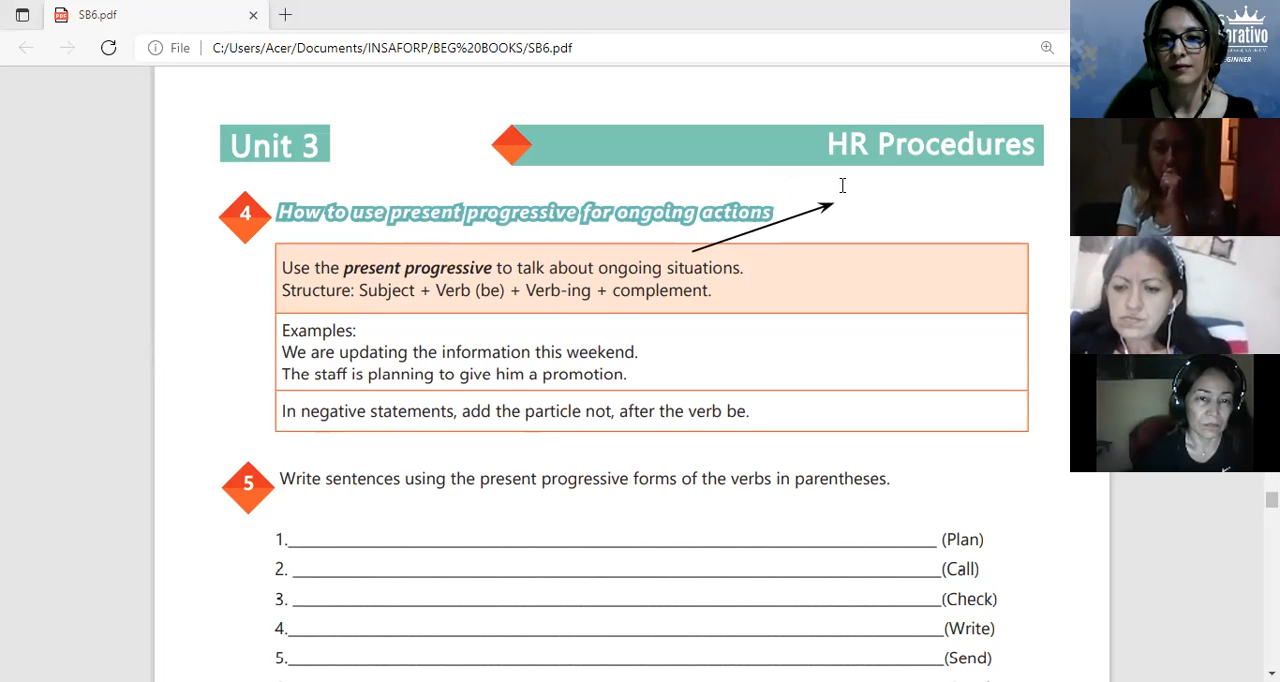 SB6.pdf
File C:/Users/Acer/Documents/INSAFORP/BEG%20BOOKS/SB6.pdf
Unit 3
HR Procedures
4 How to use present progressive for ongoing actions
Use the present progressive to talk about ongoing situations.
Structure: Subject + Verb (be) + Verb-ing + complement.
Examples:
We are updating the information this weekend.
The staff is planning to give him a promotion.
In negative statements, add the particle not, after the verb be.
5 Write sentences using the present progressive forms of the verbs in parentheses.
1. (Plan)
2. (Call)
3. (Check)
4. (Write)
5. (Send)